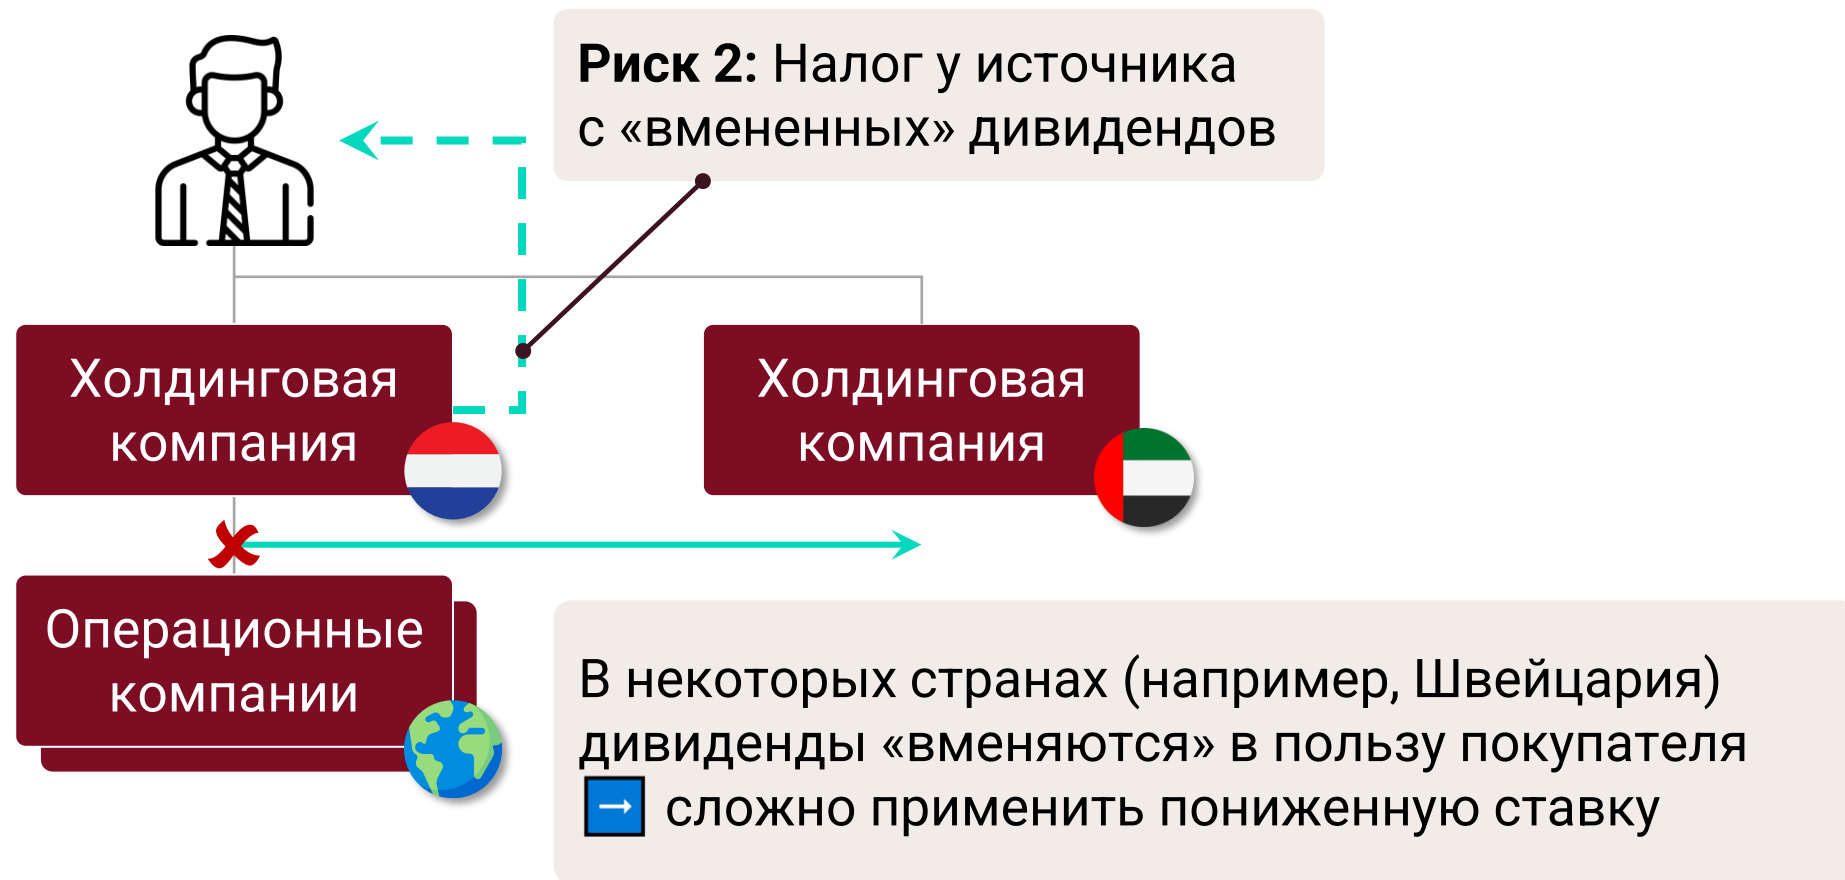 Риск 2: Налог у источника
с «вмененных» дивидендов
Холдинговая
компания
Холдинговая
компания
Операционные
компании
В некоторых странах (например, Швейцария)
дивиденды «вменяются» в пользу покупателя
➡ сложно применить пониженную ставку